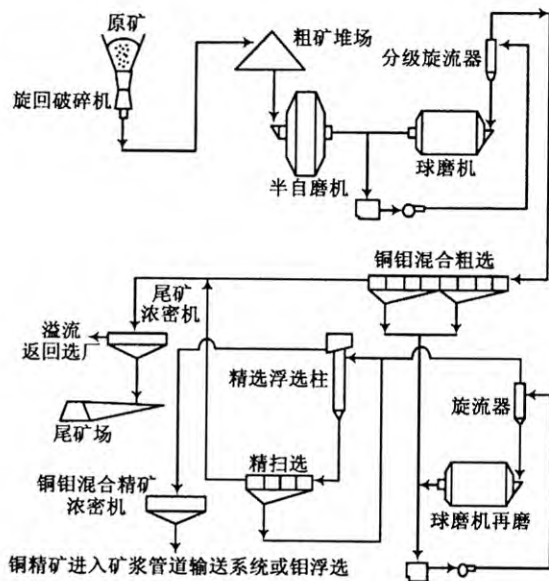 原矿
粗矿堆场
分级旋流器
旋回破碎机
半自磨机
球磨机
铜钼混合粗选
尾矿
浓密机
溢流
返回选厂
精选浮选柱
旋流器
尾矿场
精扫选
铜钼混合精矿
浓密机
球磨机再磨
铜精矿进入矿浆管道输送系统或钼浮选